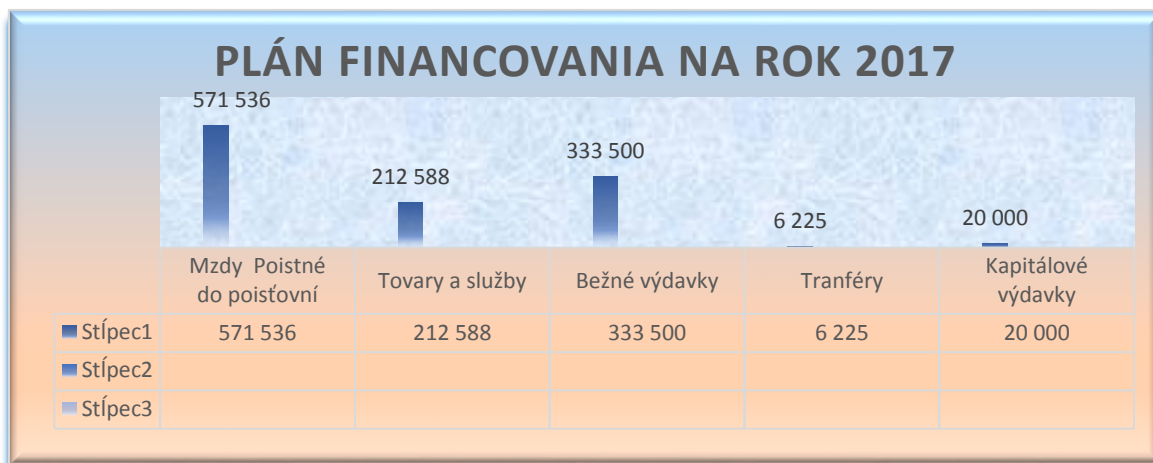 PLÁN FINANCOVANIA NA ROK 2017
571 536
212 588
333 500
6 225
20 000
Mzdy Poistné
do poisťovní
Tovary a služby
Bežné výdavky
Tranféry
Kapitálové
výdavky
Stĺpec1 571 536 212 588 333 500 6 225 20 000
Stĺpec2
Stĺpec3